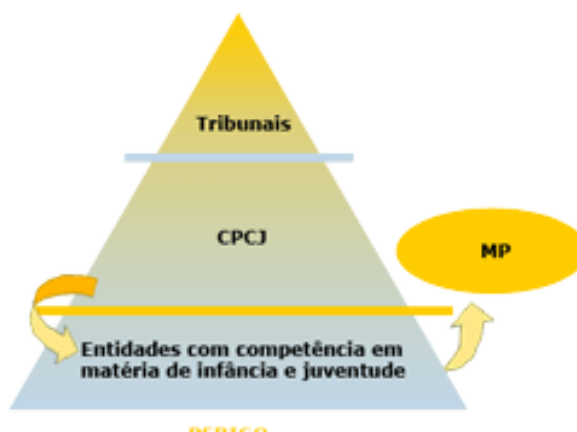 Tribunais
CPCJ
MP
Entidades com competência em
matéria de infância e juventude